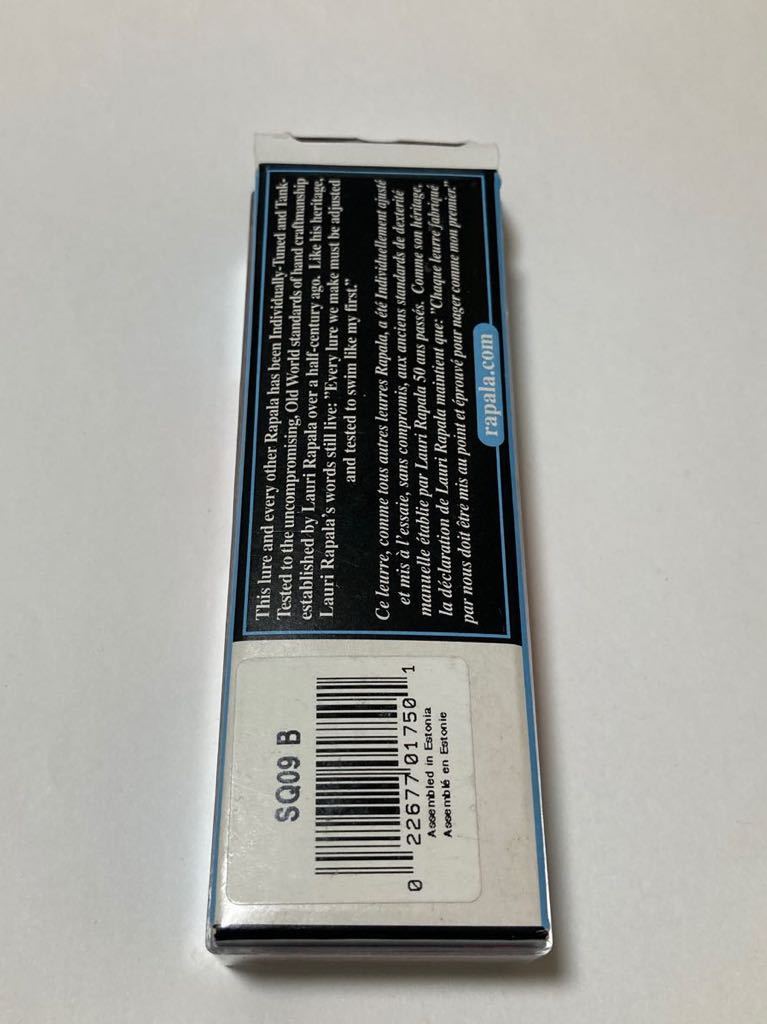 This lure and every other Rapala has been Individually-Tuned and Tank-
Tested to the uncompromising, Old World standards of hand craftmanship
established by Lauri Rapala over a half-century ago. Like his heritage,
Lauri Rapala's words still live: "Every lure we make must be adjusted
and tested to swim like my first."
Ce leurre, comme tous autres leurres Rapala, a été Individuellement ajusté
et mis à l'essaie, sans compromis, aux anciens standards de dexterité
manuelle établie par Lauri Rapala 50 ans passés. Comme son héritage,
la déclaration de Lauri Rapala maintient que: "Chaque leurre fabriqué
par nous doit être mis au point et éprouvé pour nager comme mon premier."
rapala.com
SQ09 B
0 22677 01750 1
Assembled in Estonia
Assemblé en Estonie